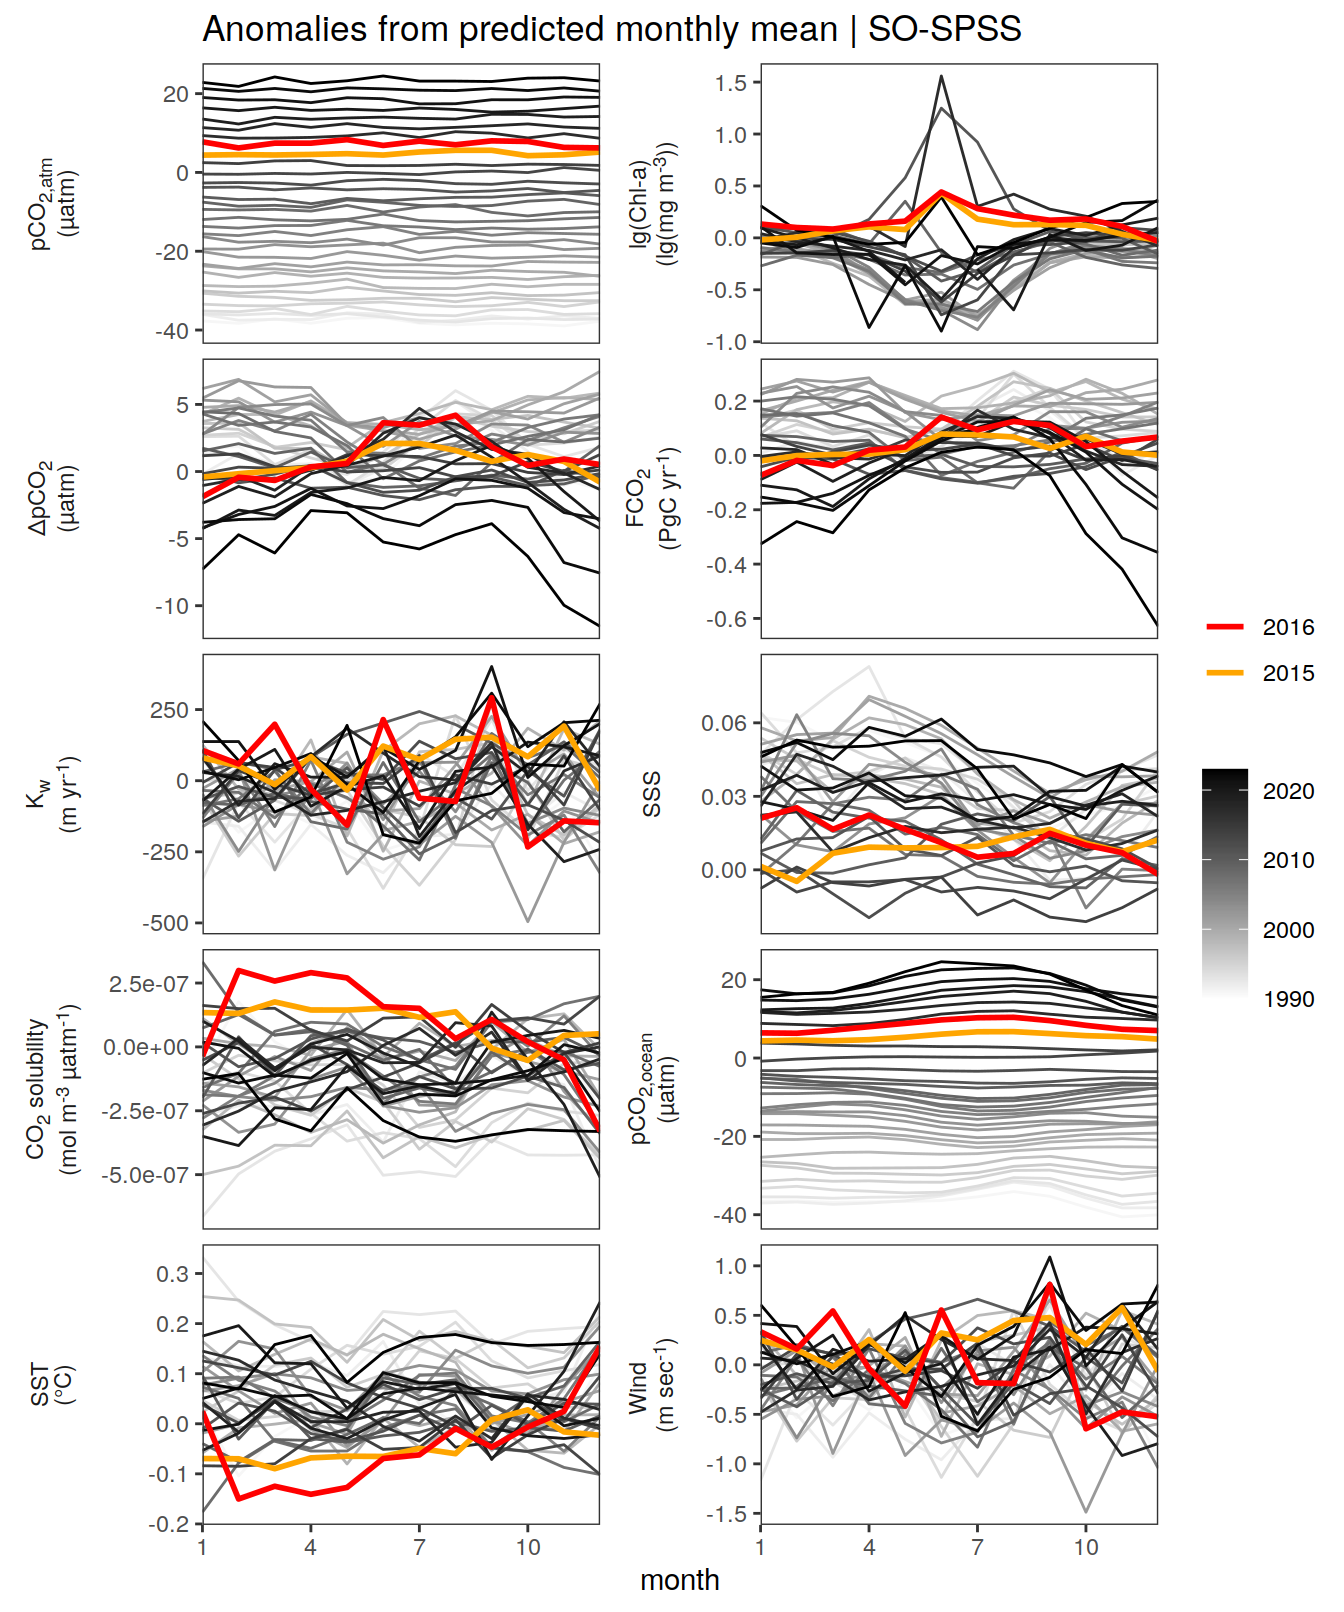 Anomalies from predicted monthly mean | SO-SPSS
pCO2,atm
(µatm)
20
0
-20
-40
lg(Chl-a)
(lg(mg m-3))
1.5
1.0
0.5
0.0
-0.5
-1.0
ΔpCO2
(µatm)
5
0
-5
-10
FCO2
(PgC yr-1)
0.2
0.0
-0.2
-0.4
-0.6
Kw
(m yr-1)
250
0
-250
-500
SSS
0.06
0.03
0.00
CO2 solubility
(mol m-3 µatm-1)
2.5e-07
0.0e+00
-2.5e-07
-5.0e-07
pCO2,ocean
(µatm)
20
0
-20
-40
SST
(°C)
0.3
0.2
0.1
0.0
-0.1
-0.2
1 4 7 10
Wind
(m sec-1)
1.0
0.5
0.0
-0.5
-1.0
-1.5
1 4 7 10
month
2016
2015
2020
2010
2000
1990